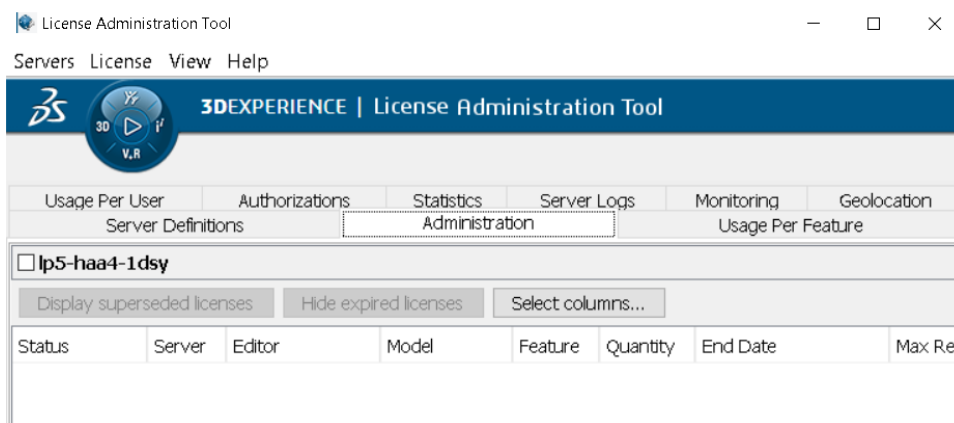 License Administration Tool
Servers License View Help
3DEXPERIENCE | License Administration Tool
3D
i²
V.R
Usage Per User Authorizations Statistics Server Logs Monitoring Geolocation
Server Definitions Administration Usage Per Feature
lp5-haa4-1dsy
Display superseded licenses Hide expired licenses Select columns...
Status Server Editor Model Feature Quantity End Date Max Re